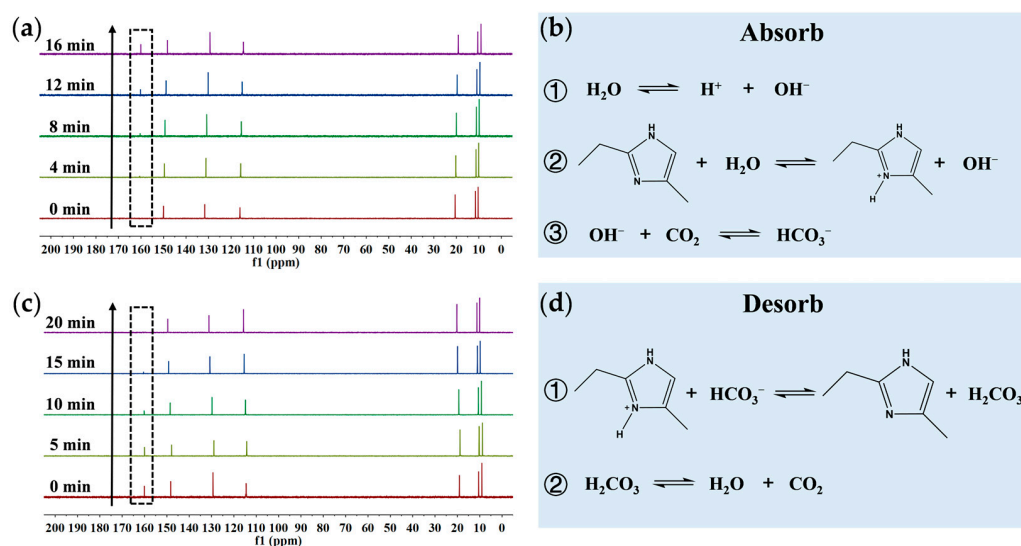 (a)
16 min
12 min
8 min
4 min
0 min
200 190 180 170 160 150 140 130 120 110 100 90 80 70 60 50 40 30 20 10 0
f1 (ppm)
(b)
Absorb
① H₂O ⇌ H⁺ + OH⁻
② NH N + H₂O ⇌ NH N⁺ H + OH⁻
③ OH⁻ + CO₂ ⇌ HCO₃⁻
(c)
20 min
15 min
10 min
5 min
0 min
200 190 180 170 160 150 140 130 120 110 100 90 80 70 60 50 40 30 20 10 0
f1 (ppm)
(d)
Desorb
① NH N⁺ H + HCO₃⁻ ⇌ NH N + H₂CO₃
② H₂CO₃ ⇌ H₂O + CO₂